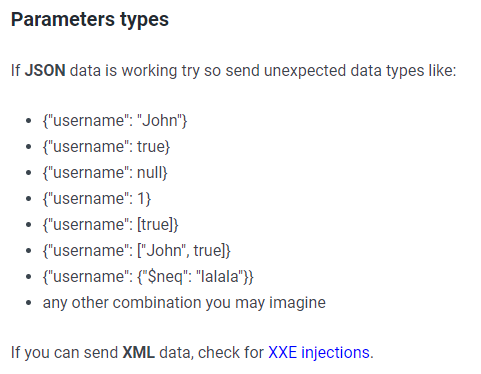 Parameters types
If JSON data is working try so send unexpected data types like:
• {"username": "John"}
• {"username": true}
• {"username": null}
• {"username": 1}
• {"username": [true]}
• {"username": ["John", true]}
• {"username": {"$neq": "lalala"}}
• any other combination you may imagine
If you can send XML data, check for XXE injections.